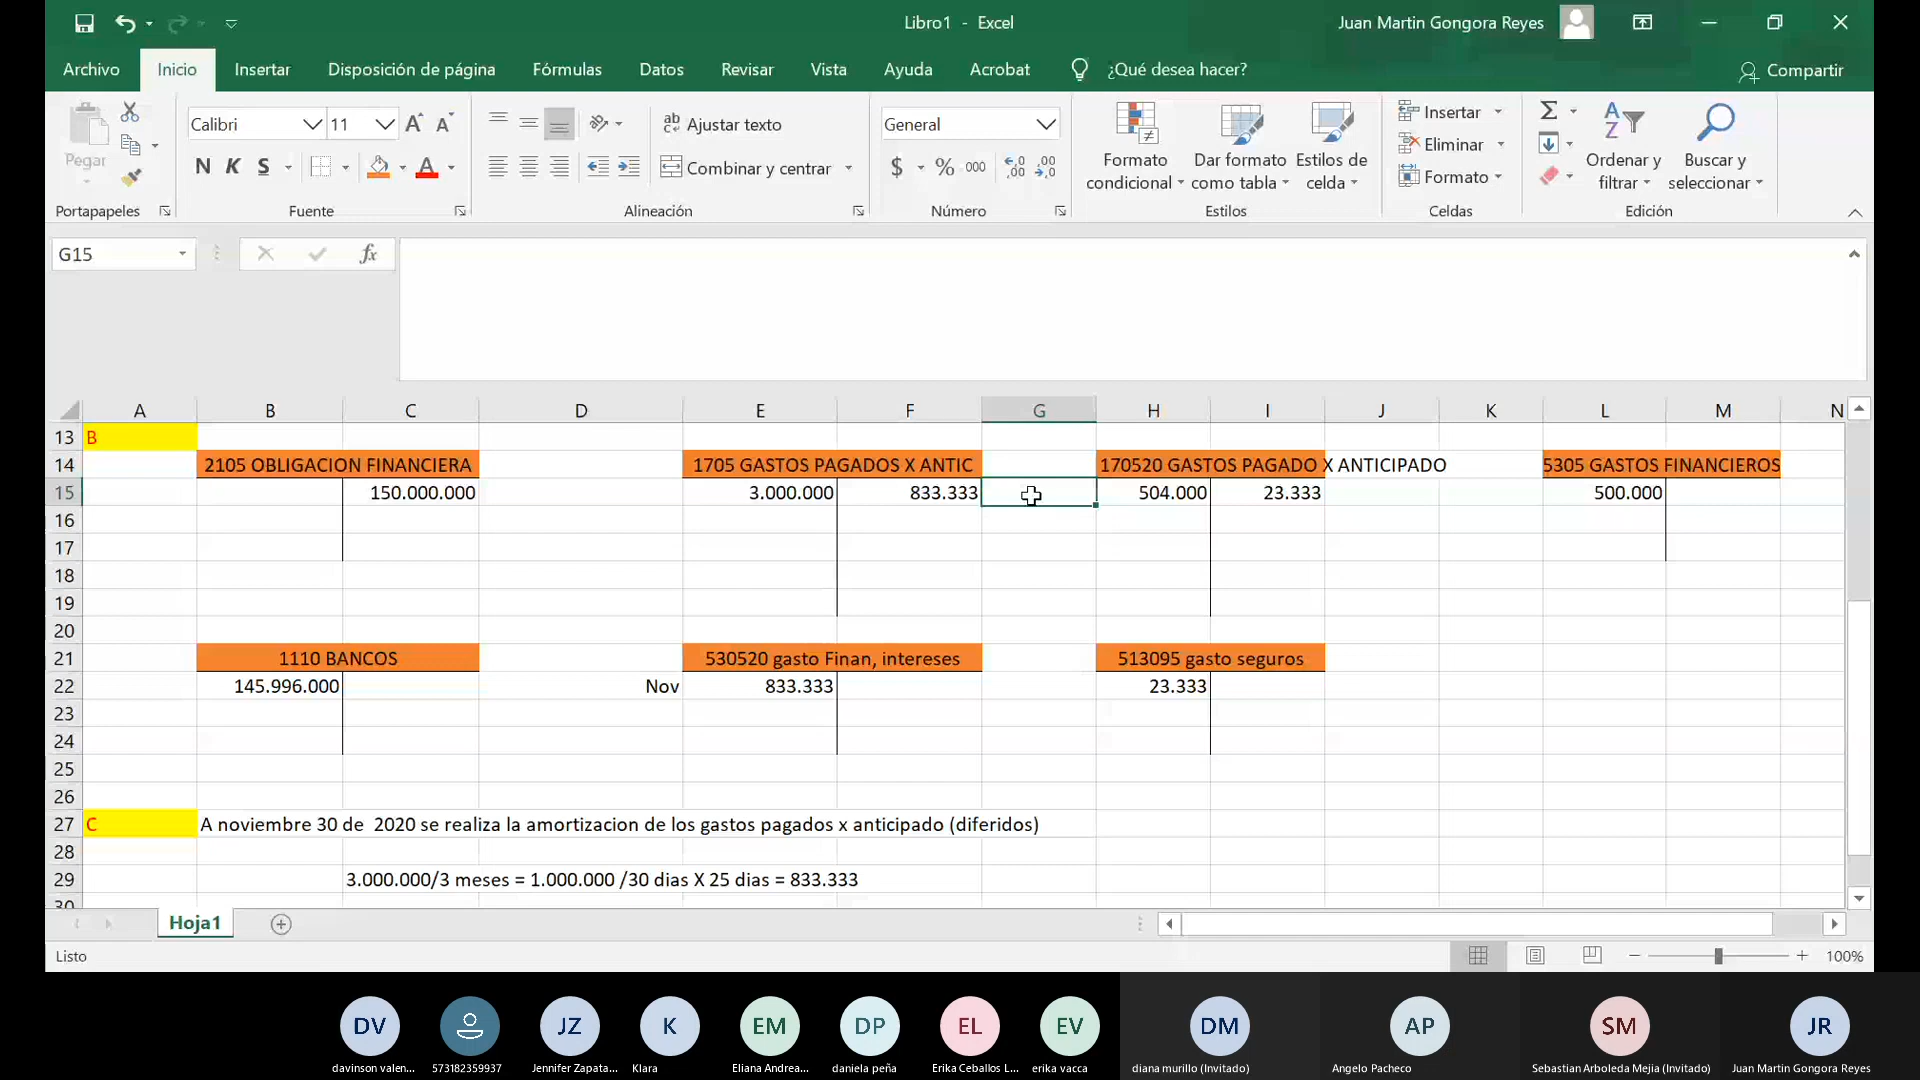 Libro1 - Excel
Juan Martin Gongora Reyes
Archivo
Inicio
Insertar
Disposición de página
Fórmulas
Datos
Revisar
Vista
Ayuda
Acrobat
¿Qué desea hacer?
Compartir
Pegar
Portapapeles
Calibri
11
N K S
Fuente
Ajustar texto
Combinar y centrar
Alineación
General
$ % 000
Número
Formato condicional
Dar formato como tabla
Estilos de celda
Estilos
Insertar
Eliminar
Formato
Celdas
Ordenar y filtrar
Buscar y seleccionar
Edición
G15
fx
A B C D E F G H I J K L M N
13 B
14 2105 OBLIGACION FINANCIERA 1705 GASTOS PAGADOS X ANTIC 170520 GASTOS PAGADO X ANTICIPADO 5305 GASTOS FINANCIEROS
15 150.000.000 3.000.000 833.333 504.000 23.333 500.000
16
17
18
19
20
21 1110 BANCOS 530520 gasto Finan, intereses 513095 gasto seguros
22 145.996.000 Nov 833.333 23.333
23
24
25
26
27 C A noviembre 30 de 2020 se realiza la amortizacion de los gastos pagados x anticipado (diferidos)
28
29 3.000.000/3 meses = 1.000.000 /30 dias X 25 dias = 833.333
30
Hoja1
Listo
100%
DV JZ K EM DP EL EV DM AP SM JR
davinson valen... 573182359937 Jennifer Zapata... Klara Eliana Andrea... daniela peña Erika Ceballos L... erika vacca diana murillo (Invitado) Angelo Pacheco Sebastian Arboleda Mejia (Invitado) Juan Martin Gongora Reyes